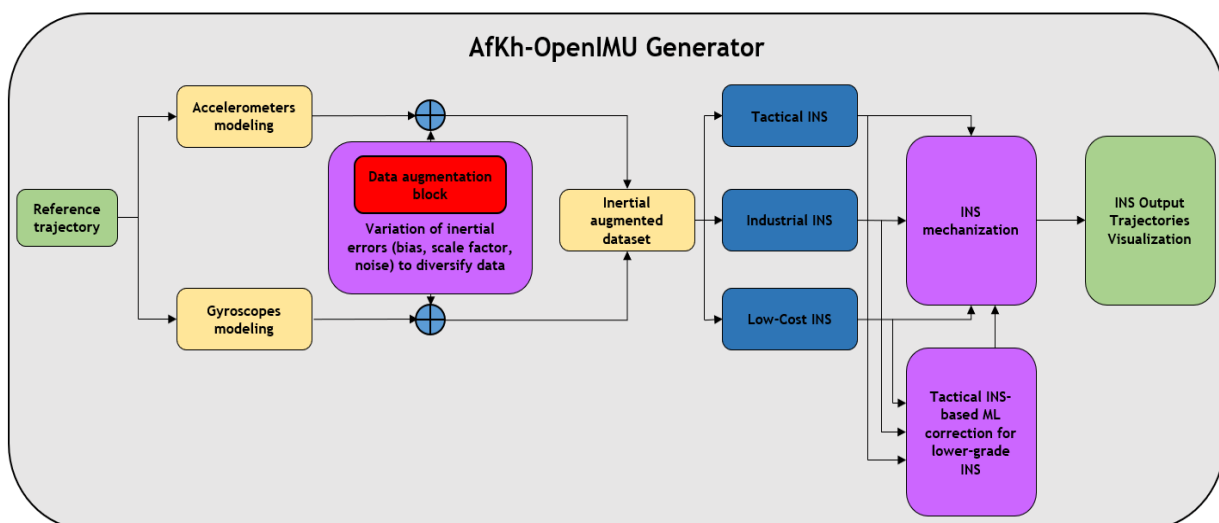 AfKh-OpenIMU Generator
Reference
trajectory
Accelerometers
modeling
Gyroscopes
modeling
Data augmentation
block
Variation of inertial
errors (bias, scale factor,
noise) to diversify data
Inertial
augmented
dataset
Tactical INS
Industrial INS
Low-Cost INS
INS
mechanization
Tactical INS-
based ML
correction for
lower-grade
INS
INS Output
Trajectories
Visualization